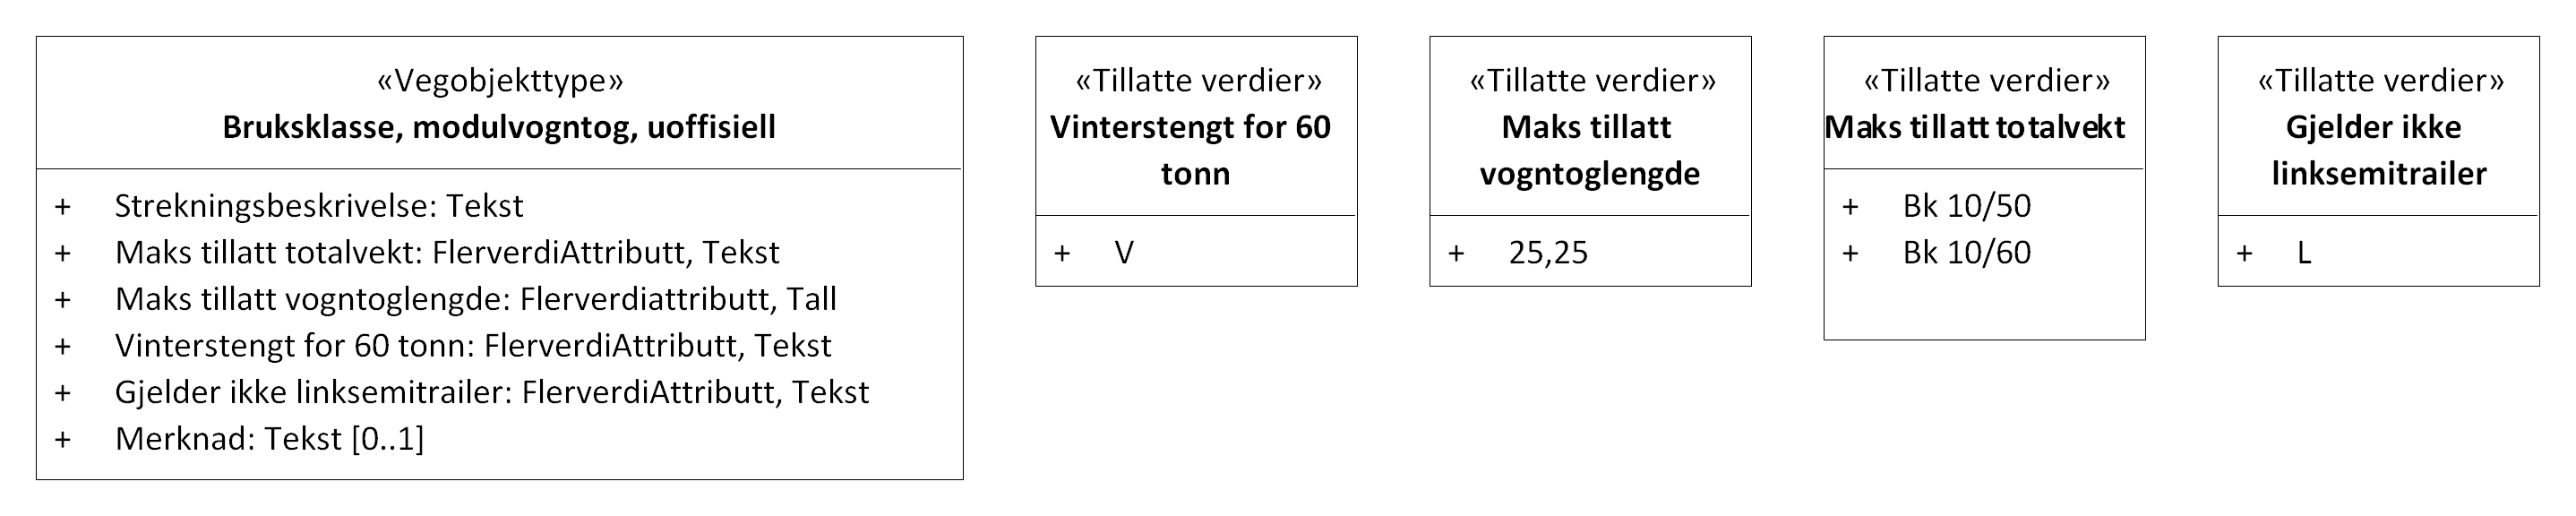 «Vegobjekttype»
Bruksklasse, modulvogntog, uoffisiell
+ Strekningsbeskrivelse: Tekst
+ Maks tillatt totalvekt: FlerverdiAttributt, Tekst
+ Maks tillatt vogntoglengde: Flerverdiattributt, Tall
+ Vinterstengt for 60 tonn: FlerverdiAttributt, Tekst
+ Gjelder ikke linksemitrailer: FlerverdiAttributt, Tekst
+ Merknad: Tekst [0..1]
«Tillatte verdier»
Vinterstengt for 60
tonn
+ V
«Tillatte verdier»
Maks tillatt
vogntoglengde
+ 25,25
«Tillatte verdier»
Maks tillatt totalvekt
+ Bk 10/50
+ Bk 10/60
«Tillatte verdier»
Gjelder ikke
linksemitrailer
+ L